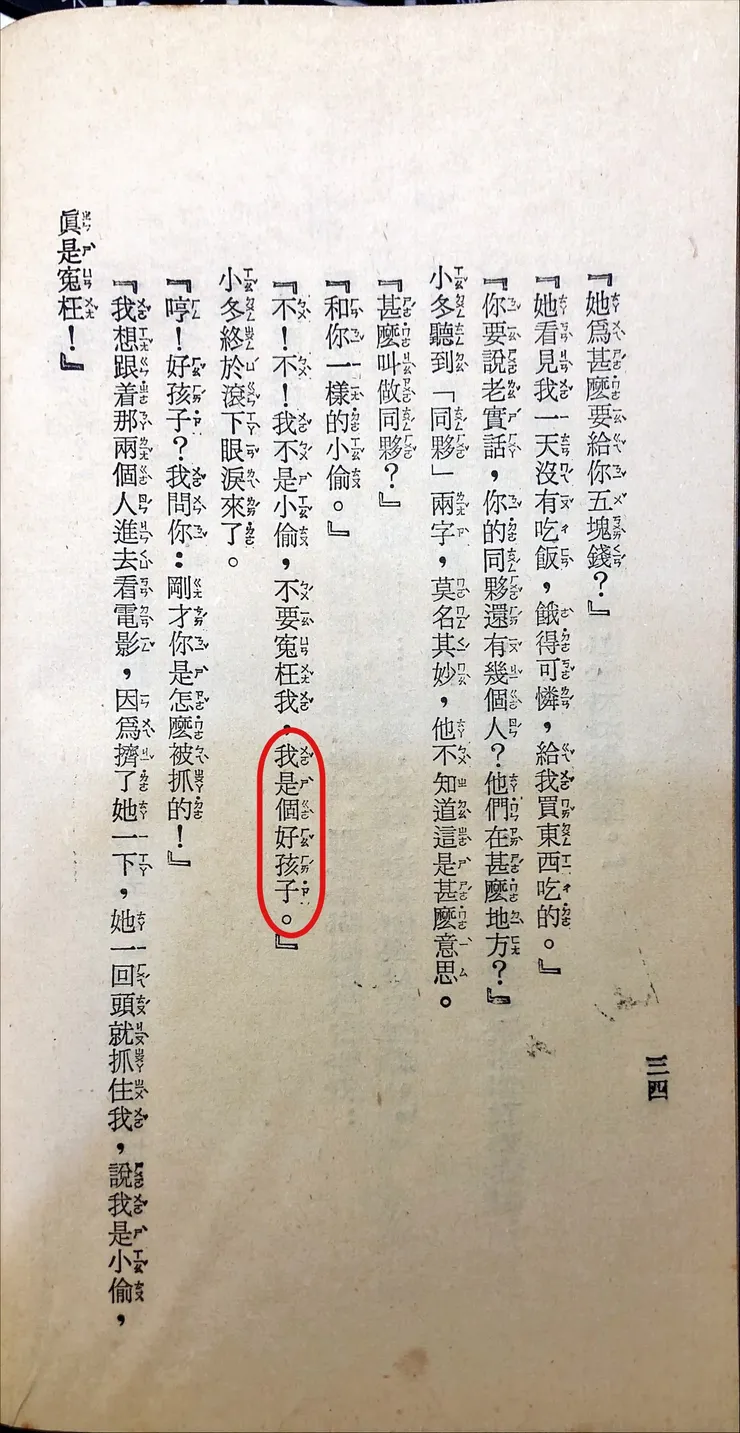 三四
『她爲甚麼要給你五塊錢？』
『她看見我一天沒有吃飯，餓得可憐，給我買東西吃的。』
『你要說老實話，你的同夥還有幾個人？他們在甚麼地方？』
小冬聽到「同夥」兩字，莫名其妙，他不知道這是甚麼意思。
『甚麼叫做同夥？』
『和你一樣的小偷。』
『不！不！我不是小偷，不要寃枉我，我是個好孩子。』
小冬終於滾下眼淚來了。
『哼！好孩子？我問你：剛才你是怎麼被抓的！』
『我想跟着那兩個人進去看電影，因爲擠了她一下，她一回頭就抓住我，說我是小偷，
眞是寃枉！』